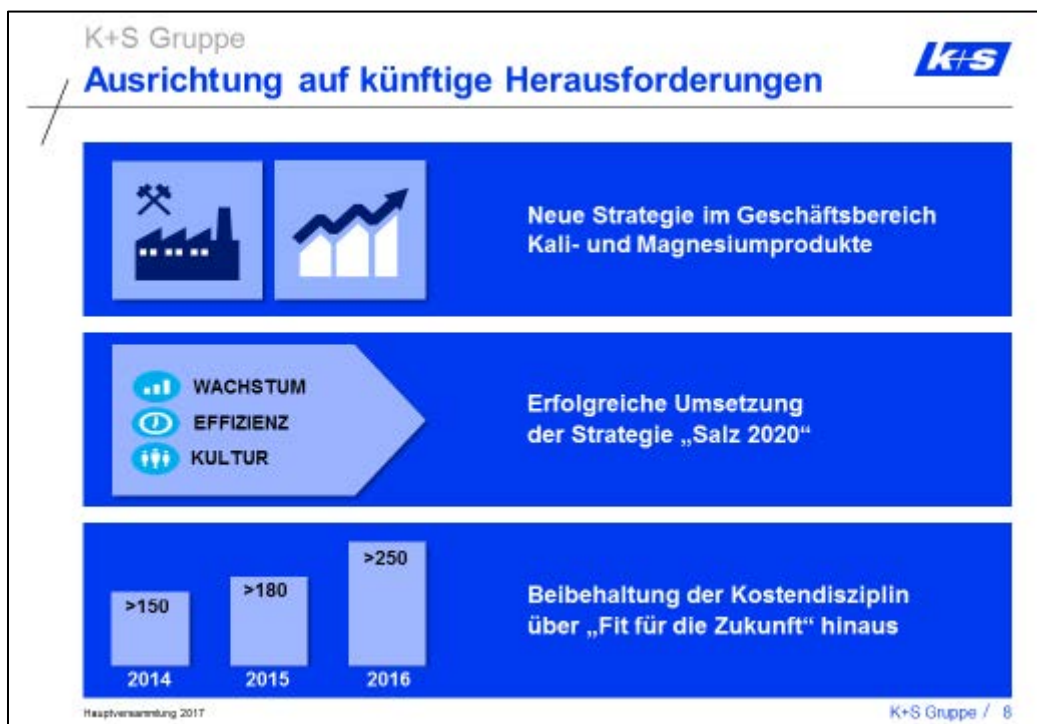 K+S Gruppe
Ausrichtung auf künftige Herausforderungen
k+s
Neue Strategie im Geschäftsbereich
Kali- und Magnesiumprodukte
WACHSTUM
EFFIZIENZ
KULTUR
Erfolgreiche Umsetzung
der Strategie „Salz 2020“
>150
>180
>250
2014
2015
2016
Beibehaltung der Kostendisziplin
über „Fit für die Zukunft“ hinaus
Hauptversammlung 2017
K+S Gruppe / 8